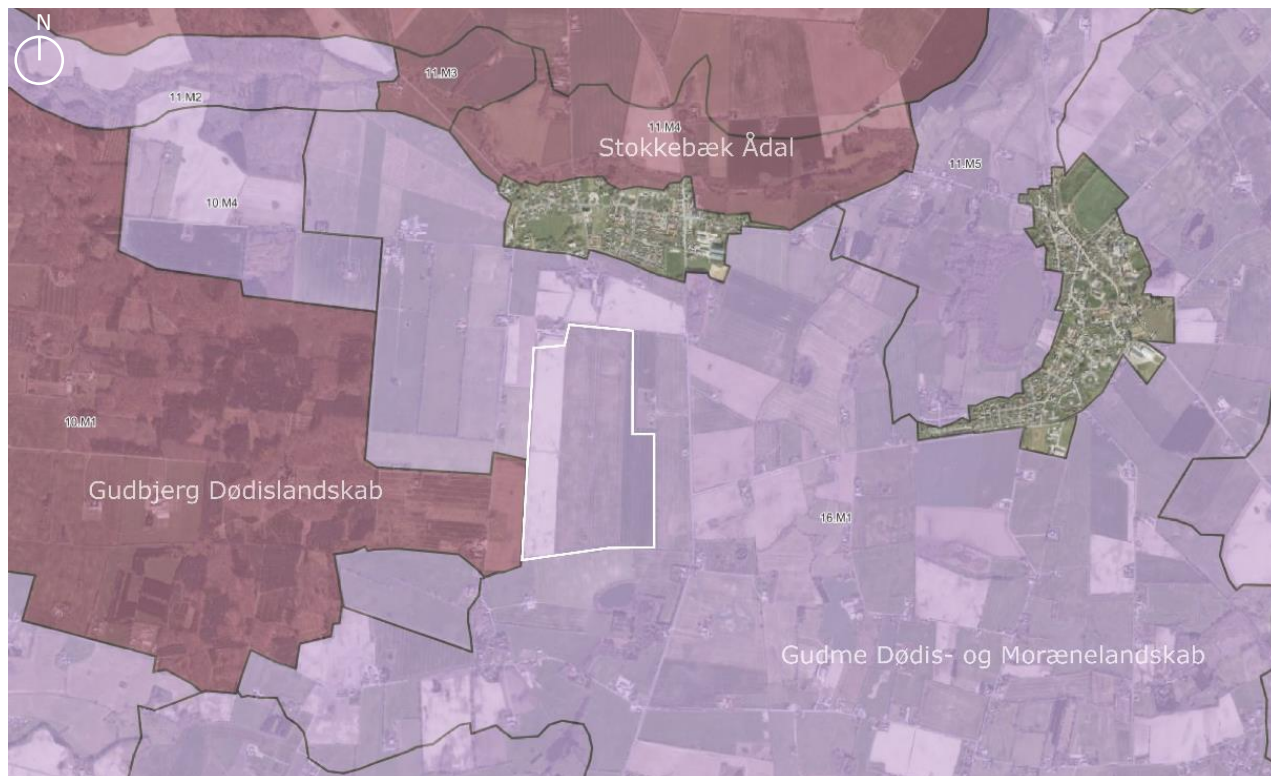 N
11.M3
11.M2
11.M4
Stokkebæk Ådal
11.M5
10.M4
10.M1
Gudbjerg Dødislandskab
16.M1
Gudme Dødis- og Morænelandskab